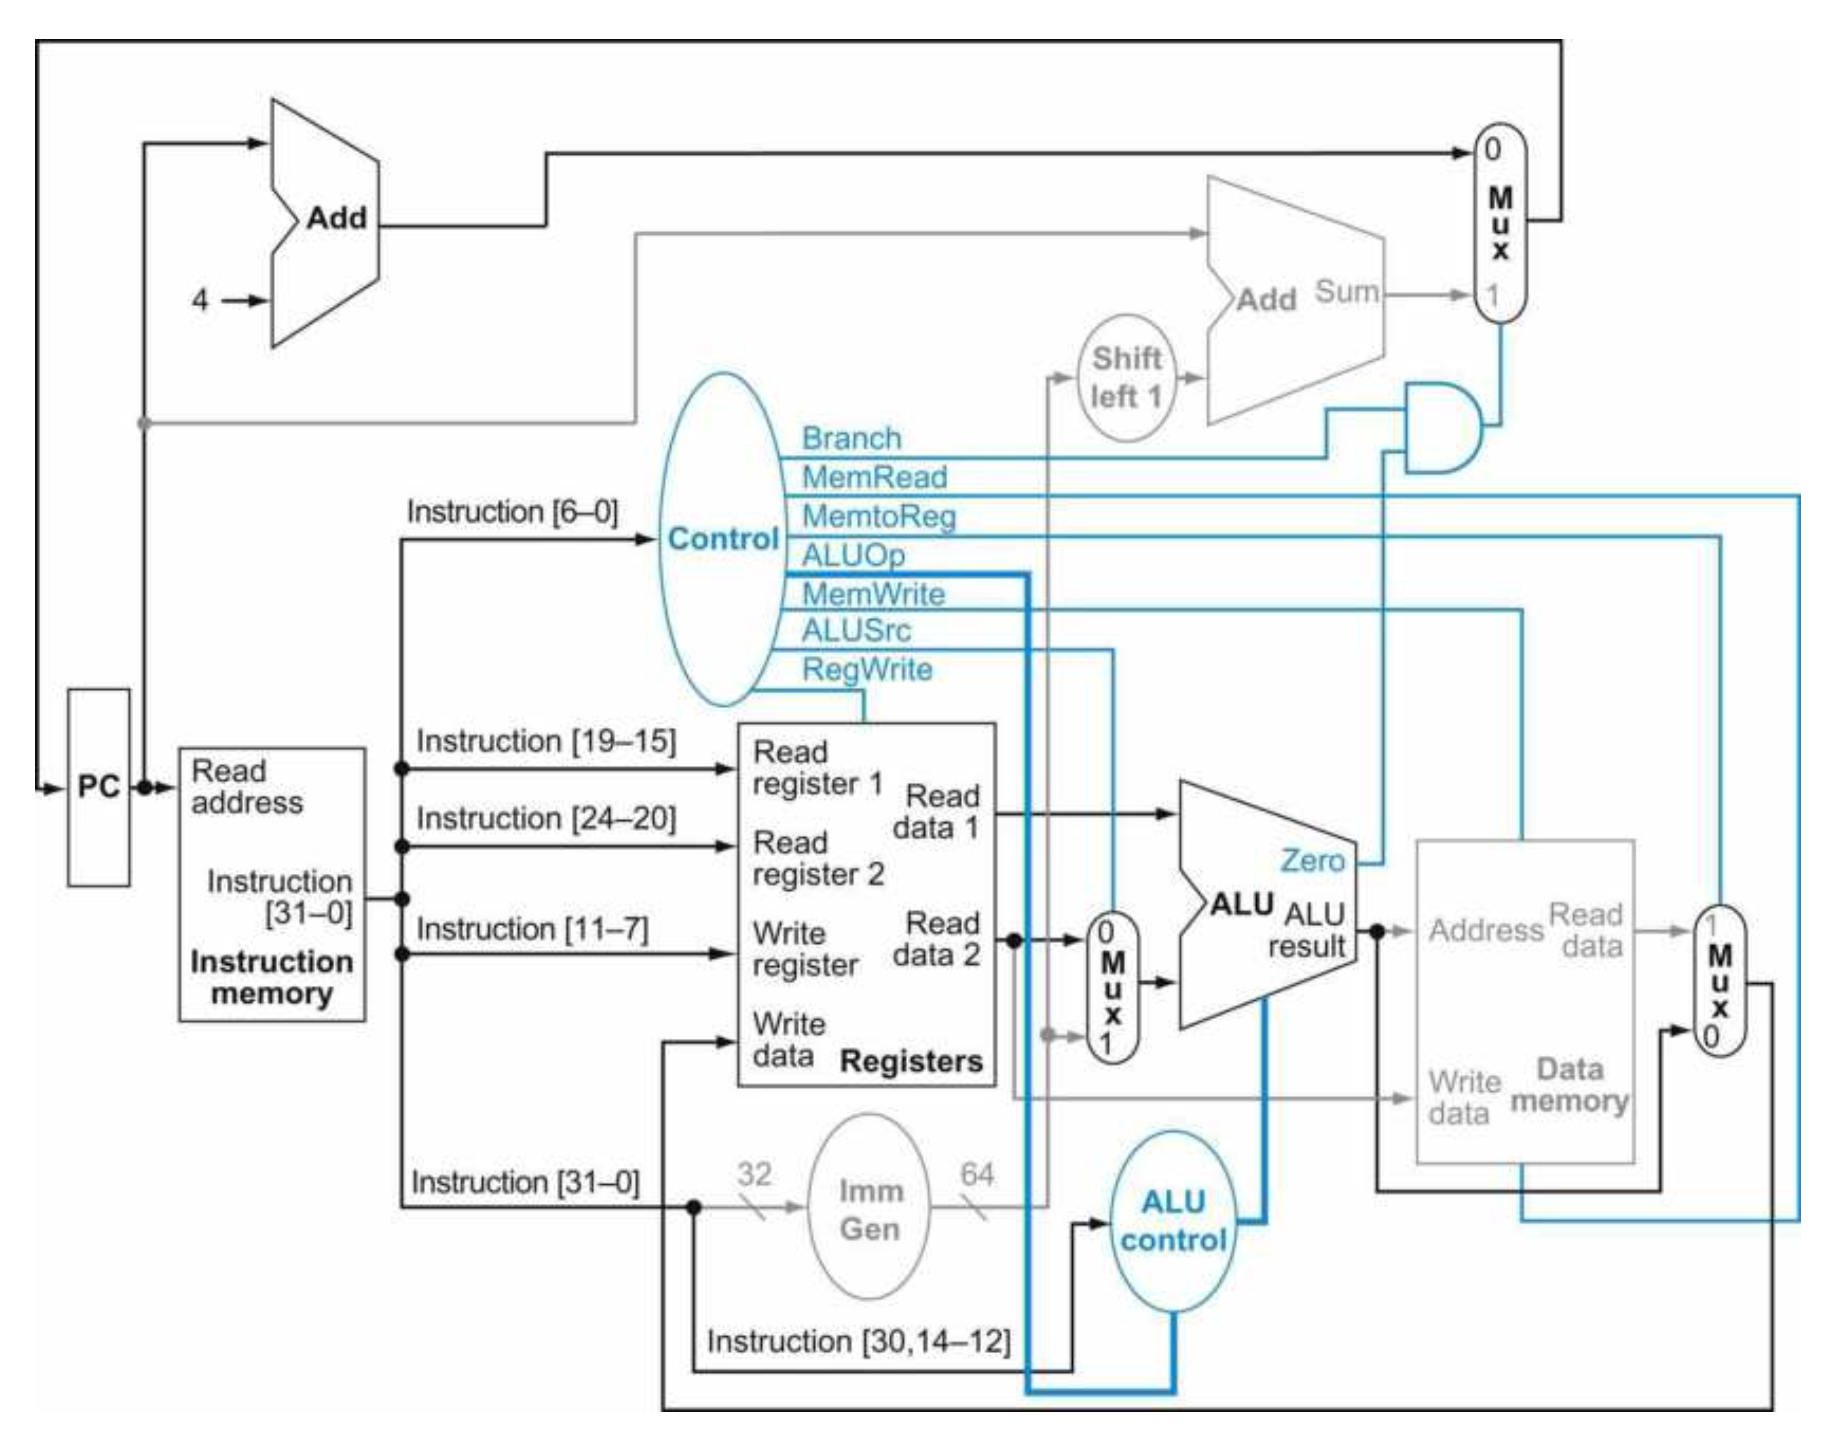 0
M
u
x
1
Add
4
Add Sum
Shift
left 1
Branch
MemRead
MemtoReg
ALUOp
MemWrite
ALUSrc
RegWrite
Control
Instruction [6–0]
Instruction [19–15]
Instruction [24–20]
Instruction [11–7]
Instruction [31–0]
Instruction [30,14–12]
PC
Read
address
Instruction
[31–0]
Instruction
memory
Read
register 1
Read
register 2
Write
register
Write
data
Read
data 1
Read
data 2
Registers
32
Imm
Gen
64
0
M
u
x
1
Zero
ALU
ALU
result
ALU
control
Address
Read
data
Write
data
Data
memory
1
M
u
x
0